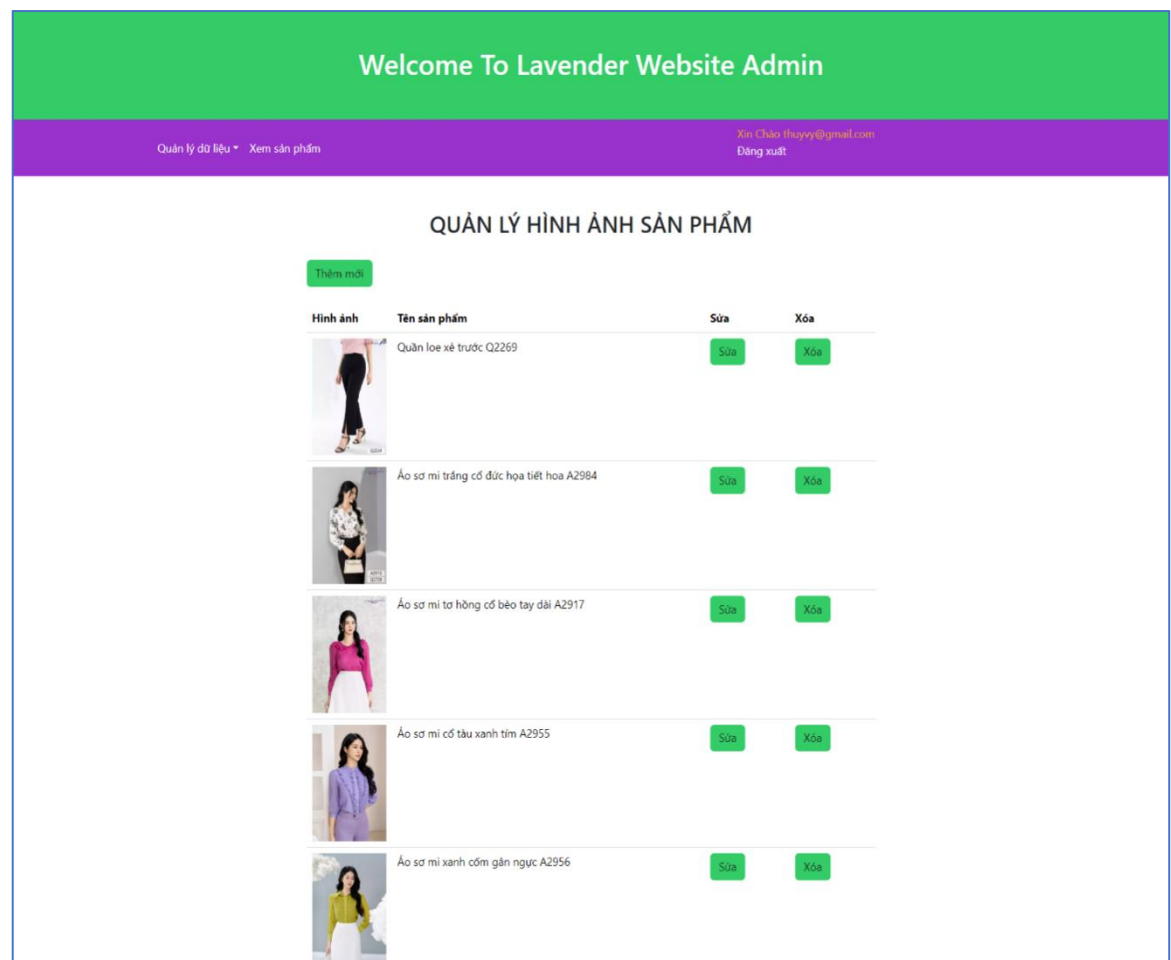 Welcome To Lavender Website Admin
Quản lý dữ liệu Xem sản phẩm
Xin Chào thuyvy@gmail.com
Đăng xuất
QUẢN LÝ HÌNH ẢNH SẢN PHẨM
Thêm mới
Hình ảnh Tên sản phẩm Sửa Xóa
Quần loe xẻ trước Q2269 Sửa Xóa
Áo sơ mi trắng cổ đức họa tiết hoa A2984 Sửa Xóa
Áo sơ mi tơ hồng cổ bèo tay dài A2917 Sửa Xóa
Áo sơ mi cổ tàu xanh tím A2955 Sửa Xóa
Áo sơ mi xanh cốm gân ngực A2956 Sửa Xóa